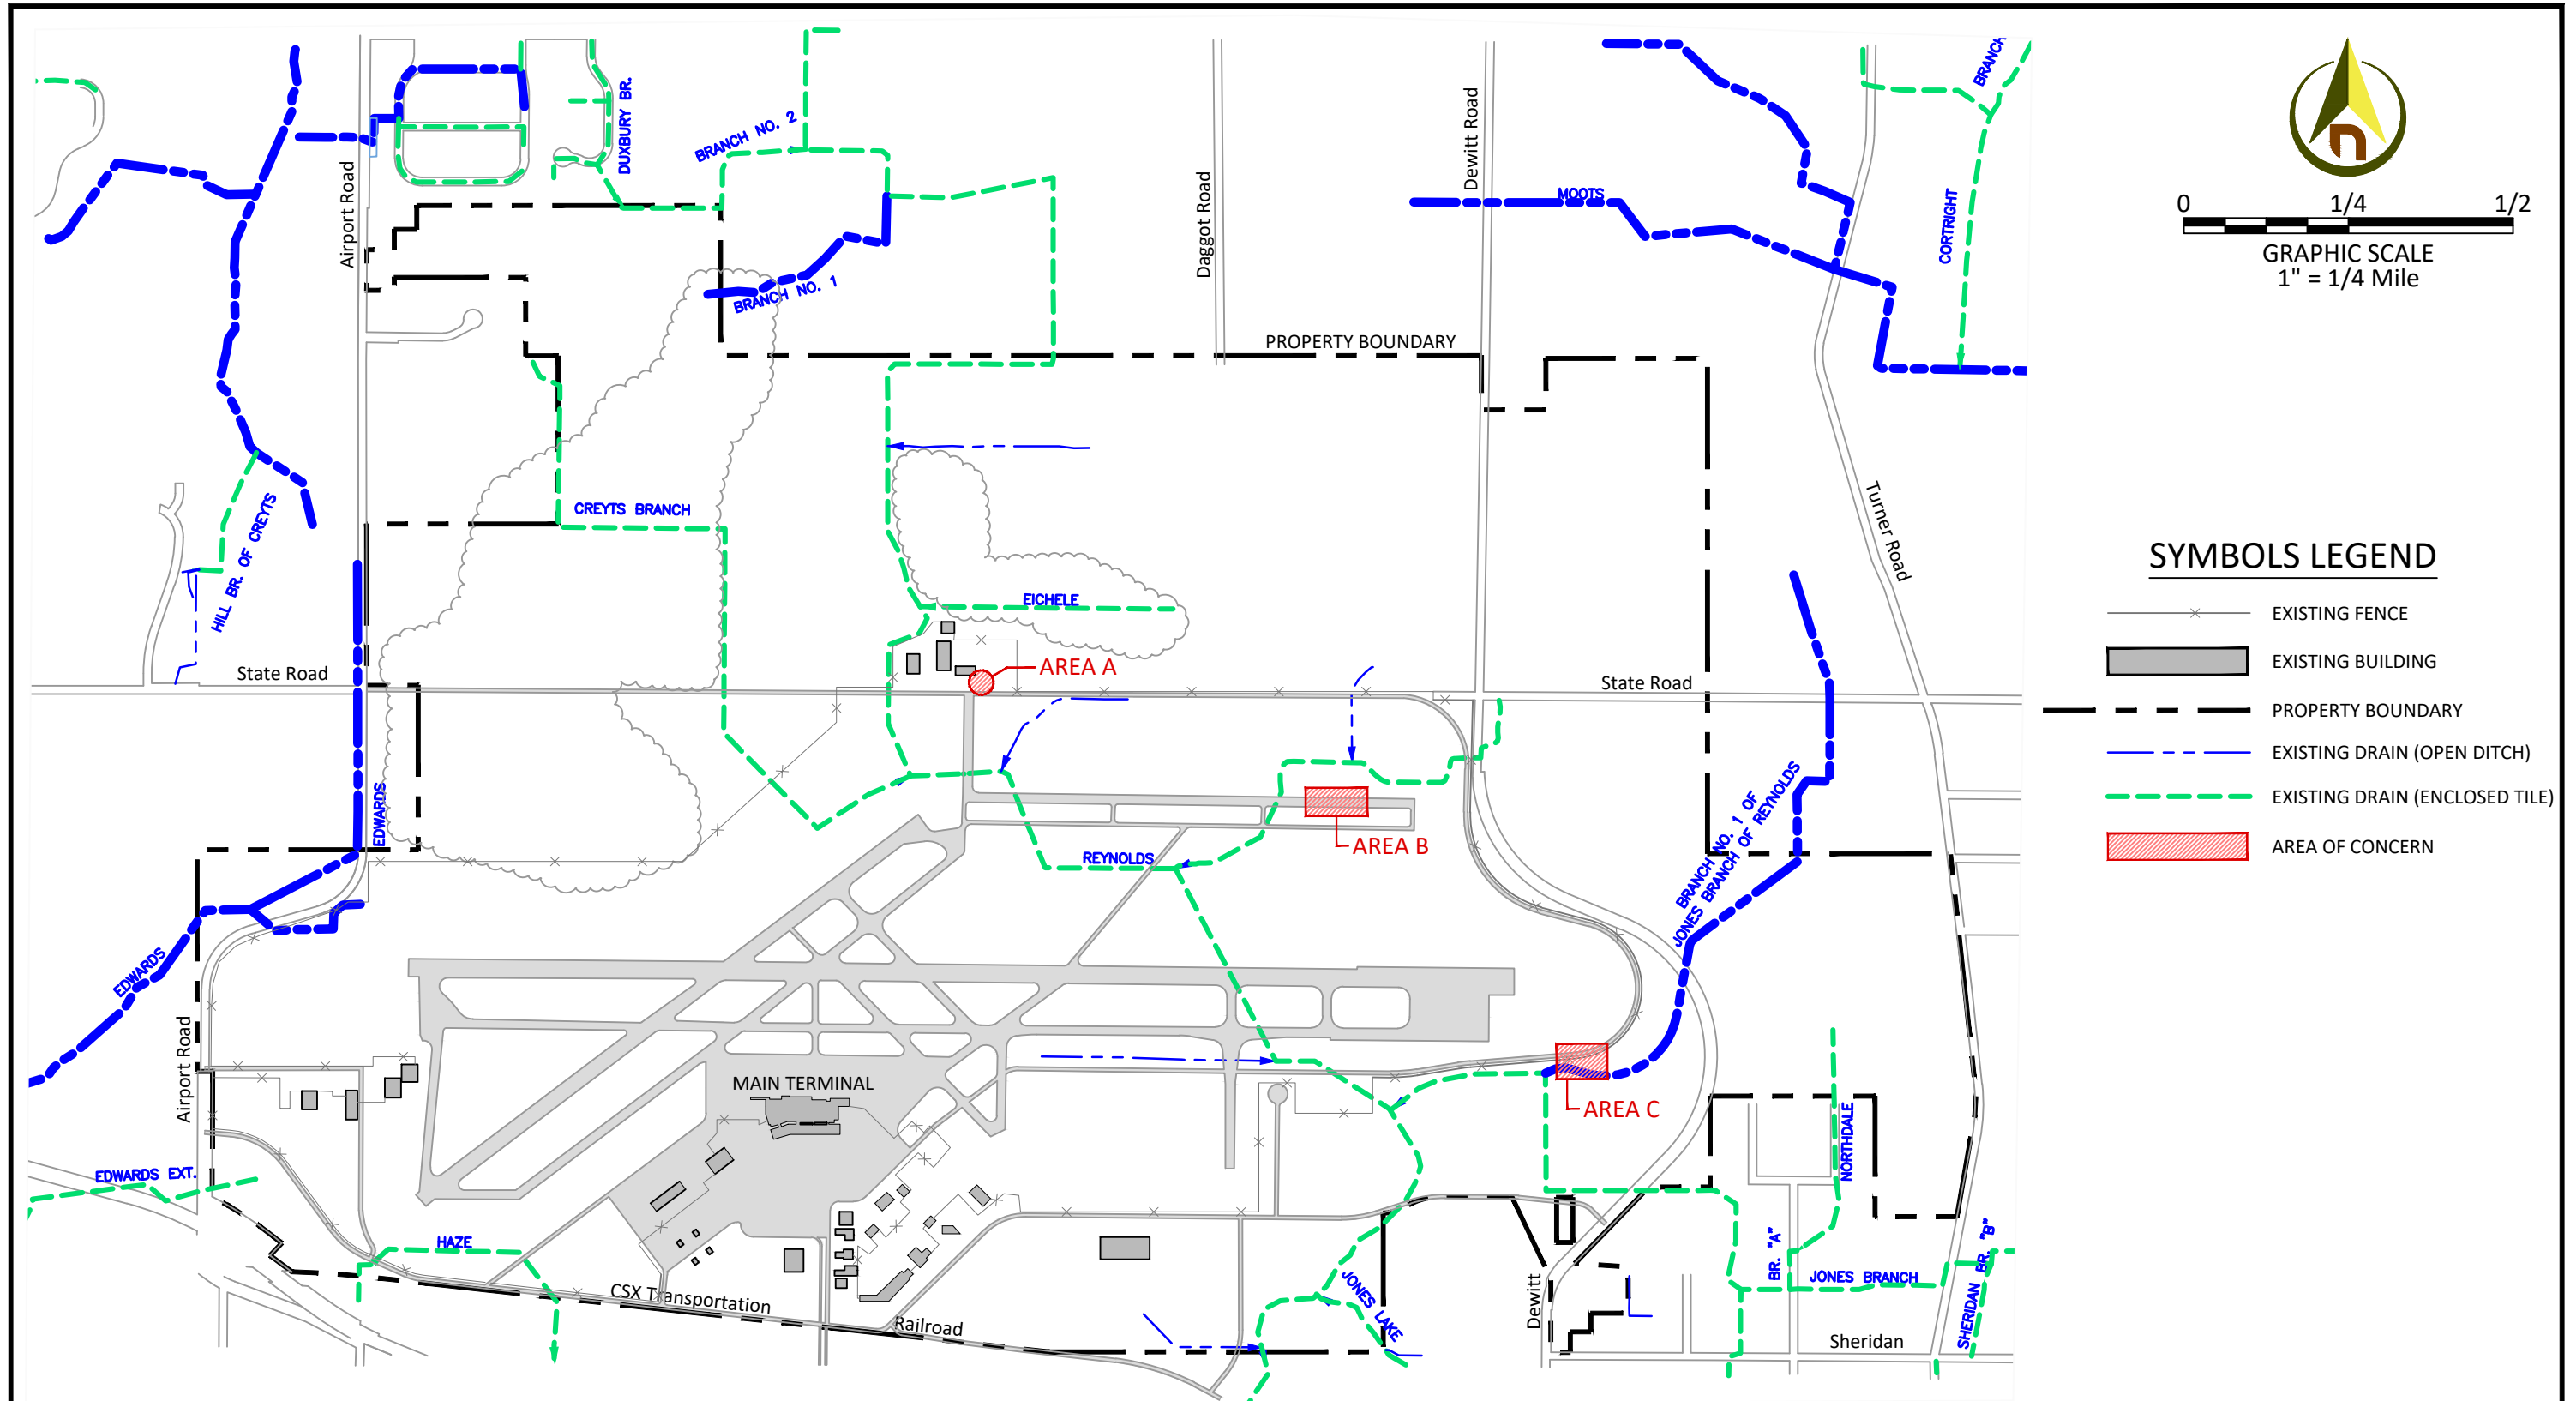 BRANCH
DUXBURY BR.
BRANCH NO. 2
Airport Road
Daggot Road
Dewitt Road
MOOTS
CORTRIGHT
n
0 1/4 1/2
GRAPHIC SCALE
1" = 1/4 Mile
BRANCH NO. 1
PROPERTY BOUNDARY
CREYTS BRANCH
HILL BR. OF CREYTS
Turner Road
EICHELE
SYMBOLS LEGEND
EXISTING FENCE
EXISTING BUILDING
PROPERTY BOUNDARY
EXISTING DRAIN (OPEN DITCH)
EXISTING DRAIN (ENCLOSED TILE)
AREA OF CONCERN
State Road
AREA A
State Road
EDWARDS
REYNOLDS
AREA B
BRANCH NO. 1 OF
JONES BRANCH OF REYNOLDS
EDWARDS
Airport Road
MAIN TERMINAL
AREA C
NORTHDALE
EDWARDS EXT.
HAZE
BR. "A"
JONES BRANCH
SHERIDAN BR. "B"
CSX Transportation
Railroad
JONES LAKE
Dewitt
Sheridan